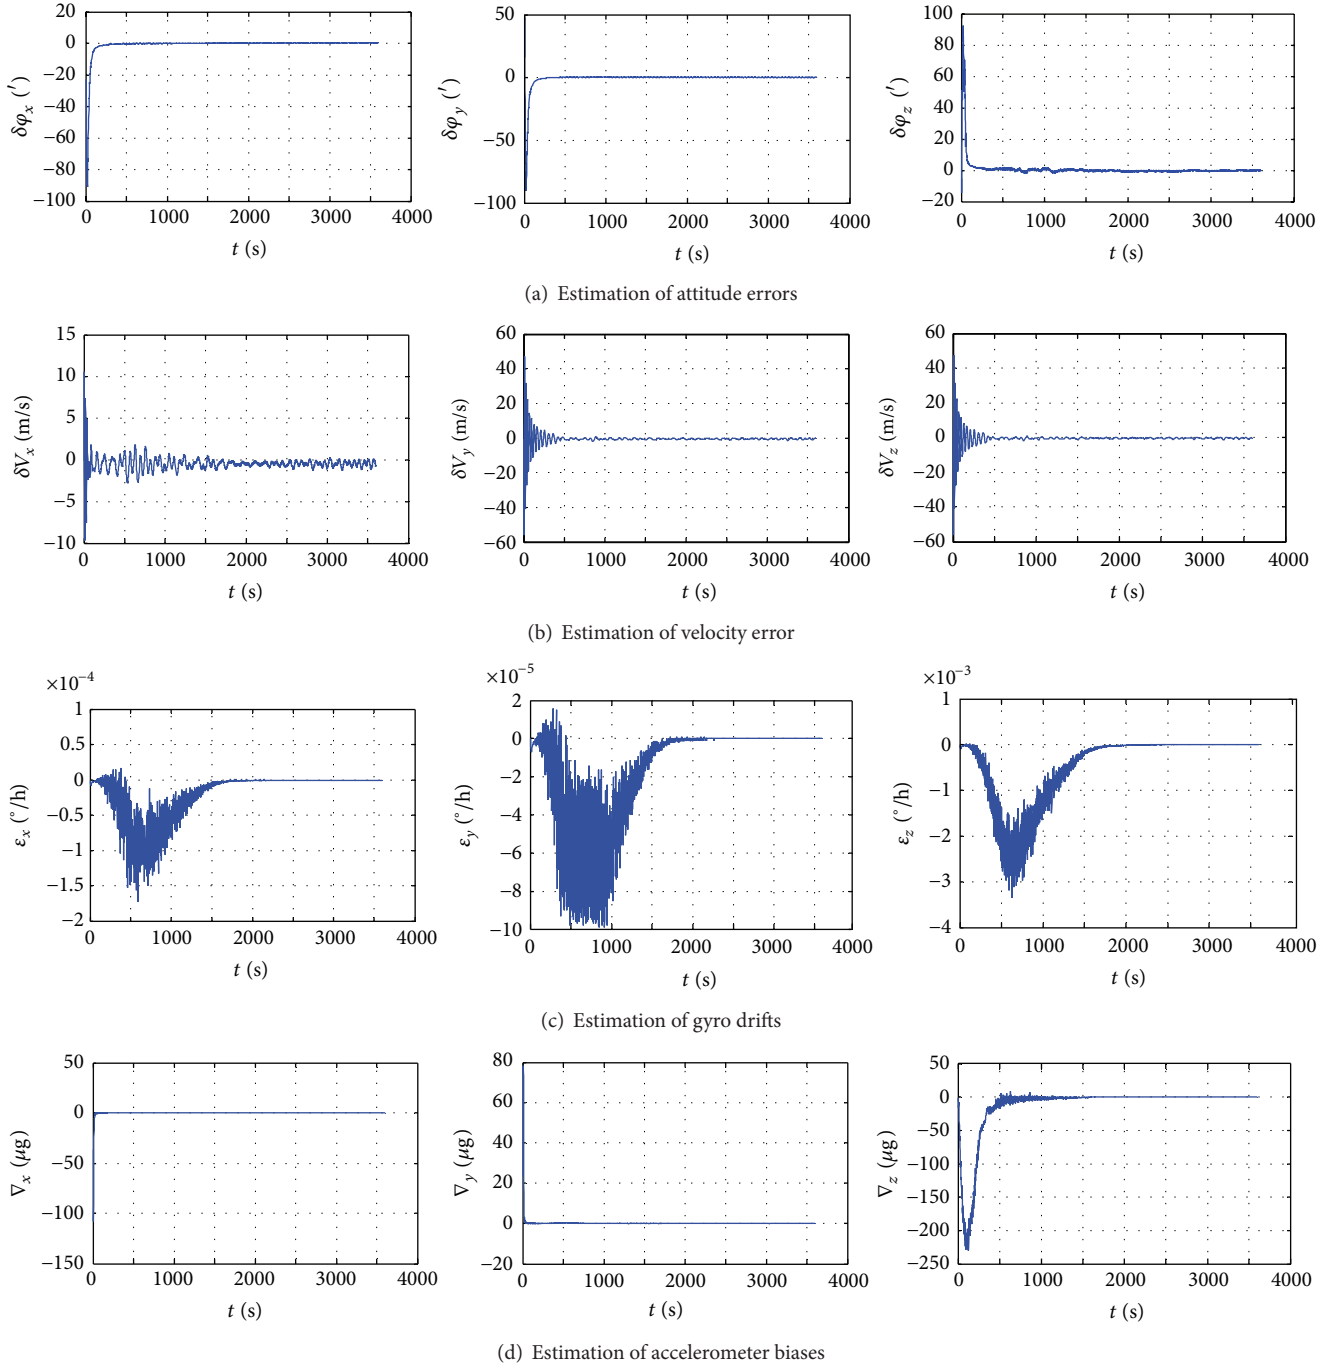 20
0
−20
−40
−60
−80
−100
δφx (′)
0 1000 2000 3000 4000
t (s)
50
0
−50
−100
δφy (′)
0 1000 2000 3000 4000
t (s)
100
80
60
40
20
0
−20
δφz (′)
0 1000 2000 3000 4000
t (s)
(a) Estimation of attitude errors
15
10
5
0
−5
−10
δVx (m/s)
0 1000 2000 3000 4000
t (s)
60
40
20
0
−20
−40
−60
δVy (m/s)
0 1000 2000 3000 4000
t (s)
60
40
20
0
−20
−40
−60
δVz (m/s)
0 1000 2000 3000 4000
t (s)
(b) Estimation of velocity error
×10−4
1
0.5
0
−0.5
−1
−1.5
−2
εx (°/h)
0 1000 2000 3000 4000
t (s)
×10−5
2
0
−2
−4
−6
−8
−10
εy (°/h)
0 1000 2000 3000 4000
t (s)
×10−3
1
0
−1
−2
−3
−4
εz (°/h)
0 1000 2000 3000 4000
t (s)
(c) Estimation of gyro drifts
50
0
−50
−100
−150
∇x (μg)
0 1000 2000 3000 4000
t (s)
80
60
40
20
0
−20
∇y (μg)
0 1000 2000 3000 4000
t (s)
50
0
−50
−100
−150
−200
−250
∇z (μg)
0 1000 2000 3000 4000
t (s)
(d) Estimation of accelerometer biases